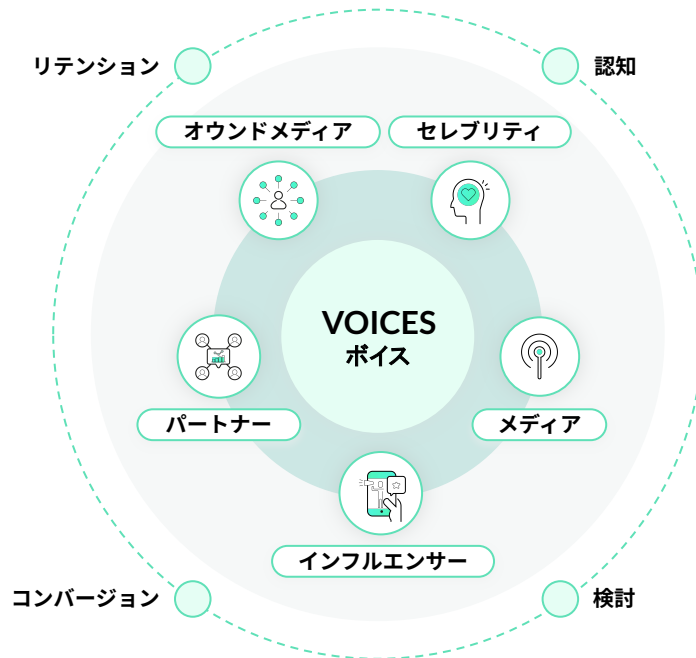 リテンション
認知
オウンドメディア
セレブリティ
VOICES
ボイス
パートナー
メディア
インフルエンサー
コンバージョン
検討